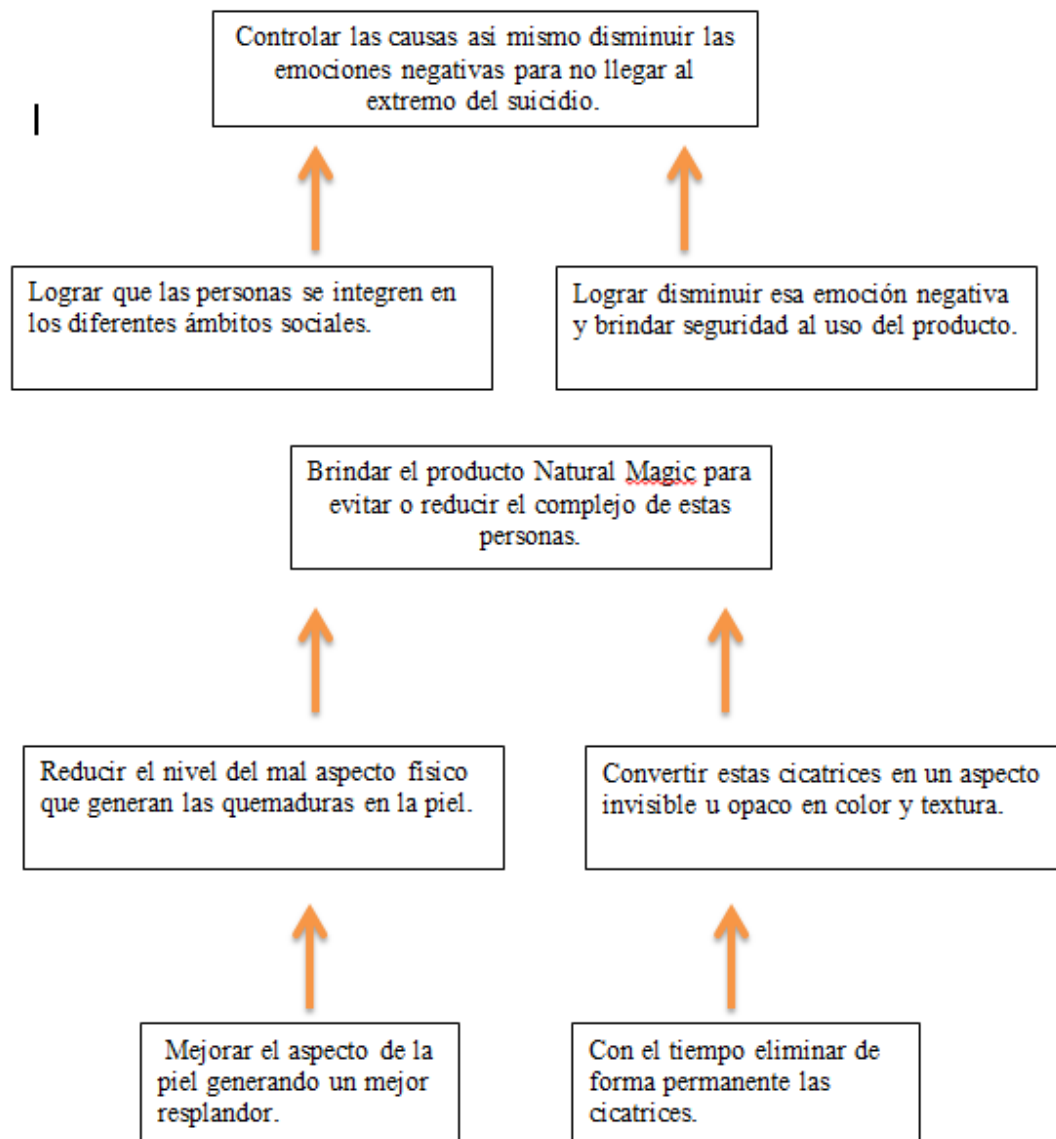 Controlar las causas asi mismo disminuir las
emociones negativas para no llegar al
extremo del suicidio.
Lograr que las personas se integren en
los diferentes ámbitos sociales.
Lograr disminuir esa emoción negativa
y brindar seguridad al uso del producto.
Brindar el producto Natural Magic para
evitar o reducir el complejo de estas
personas.
Reducir el nivel del mal aspecto físico
que generan las quemaduras en la piel.
Convertir estas cicatrices en un aspecto
invisible u opaco en color y textura.
Mejorar el aspecto de la
piel generando un mejor
resplandor.
Con el tiempo eliminar de
forma permanente las
cicatrices.